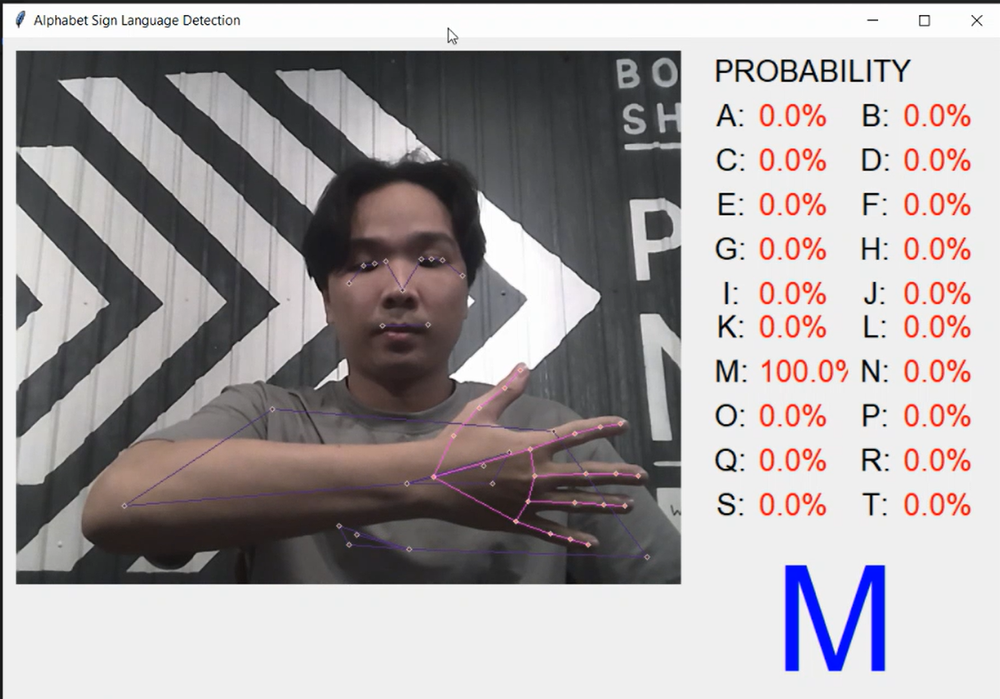 Alphabet Sign Language Detection
BO
SH
P
PROBABILITY
A: 0.0% B: 0.0%
C: 0.0% D: 0.0%
E: 0.0% F: 0.0%
G: 0.0% H: 0.0%
I: 0.0% J: 0.0%
K: 0.0% L: 0.0%
M: 100.0% N: 0.0%
O: 0.0% P: 0.0%
Q: 0.0% R: 0.0%
S: 0.0% T: 0.0%
M